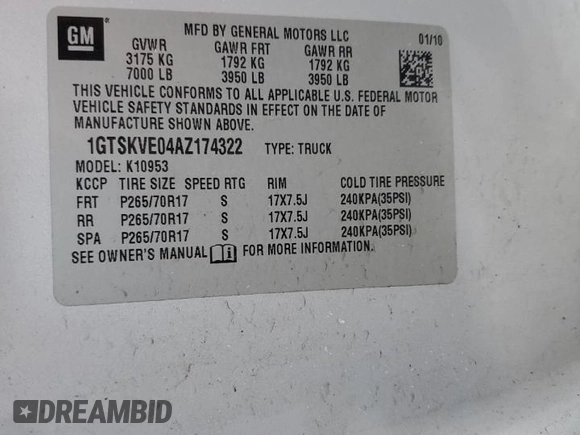 GM ®
MFD BY GENERAL MOTORS LLC 01/10
GVWR GAWR FRT GAWR RR
3175 KG 1792 KG 1792 KG
7000 LB 3950 LB 3950 LB
THIS VEHICLE CONFORMS TO ALL APPLICABLE U.S. FEDERAL MOTOR
VEHICLE SAFETY STANDARDS IN EFFECT ON THE DATE OF
MANUFACTURE SHOWN ABOVE.
1GTSKVE04AZ174322 TYPE: TRUCK
MODEL: K10953
KCCP TIRE SIZE SPEED RTG RIM COLD TIRE PRESSURE
FRT P265/70R17 S 17X7.5J 240KPA(35PSI)
RR P265/70R17 S 17X7.5J 240KPA(35PSI)
SPA P265/70R17 S 17X7.5J 240KPA(35PSI)
SEE OWNER'S MANUAL FOR MORE INFORMATION.
DREAMBID